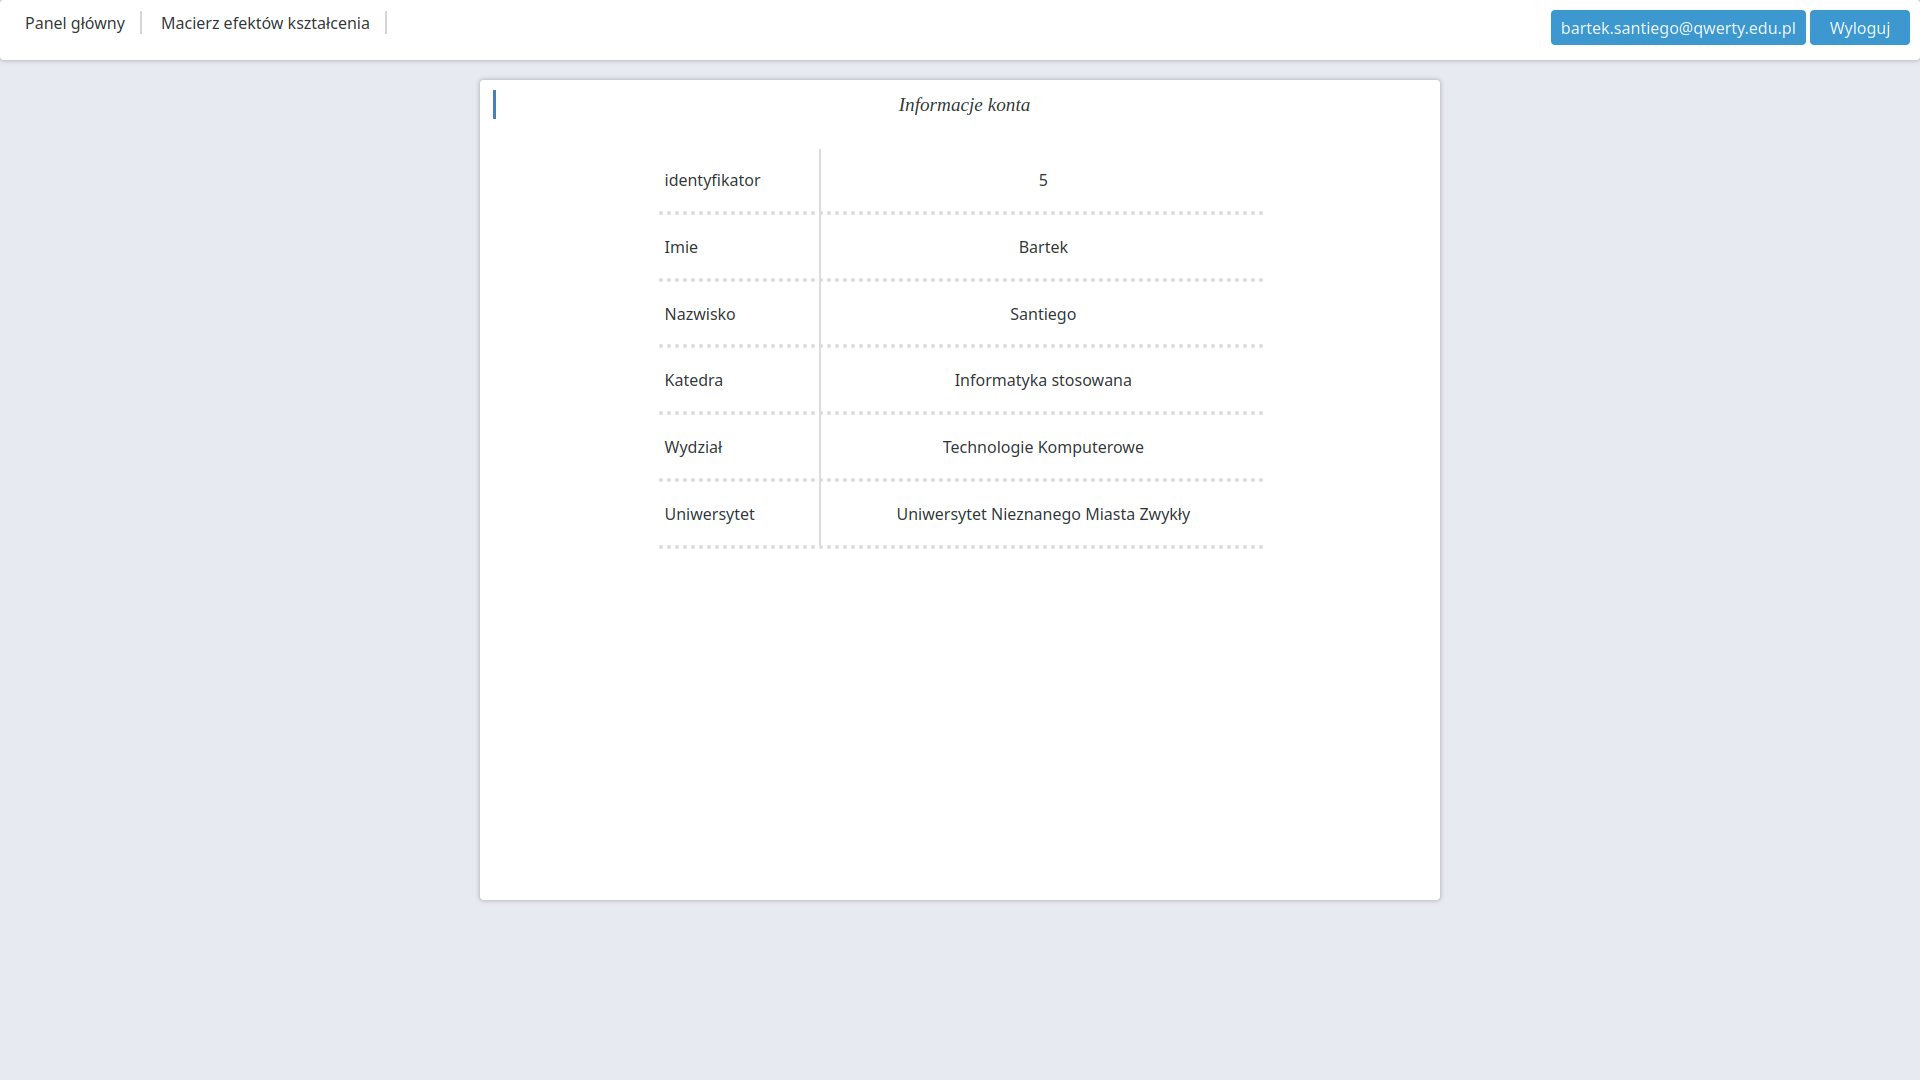 Panel główny Macierz efektów kształcenia bartek.santiego@qwerty.edu.pl Wyloguj
Informacje konta
identyfikator 5
Imie Bartek
Nazwisko Santiego
Katedra Informatyka stosowana
Wydział Technologie Komputerowe
Uniwersytet Uniwersytet Nieznanego Miasta Zwykły